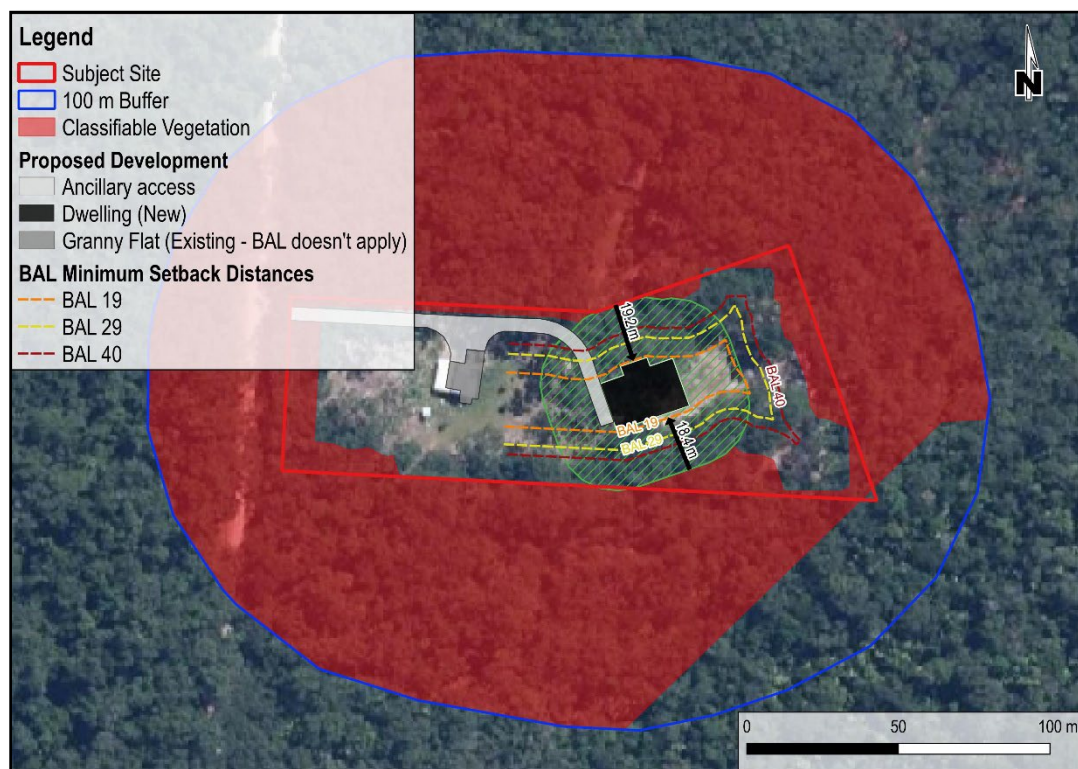 Legend
Subject Site
100 m Buffer
Classifiable Vegetation
Proposed Development
Ancillary access
Dwelling (New)
Granny Flat (Existing - BAL doesn't apply)
BAL Minimum Setback Distances
BAL 19
BAL 29
BAL 40
N
19.2 m
BAL 40
BAL 19
BAL 29
18.4 m
0 50 100 m